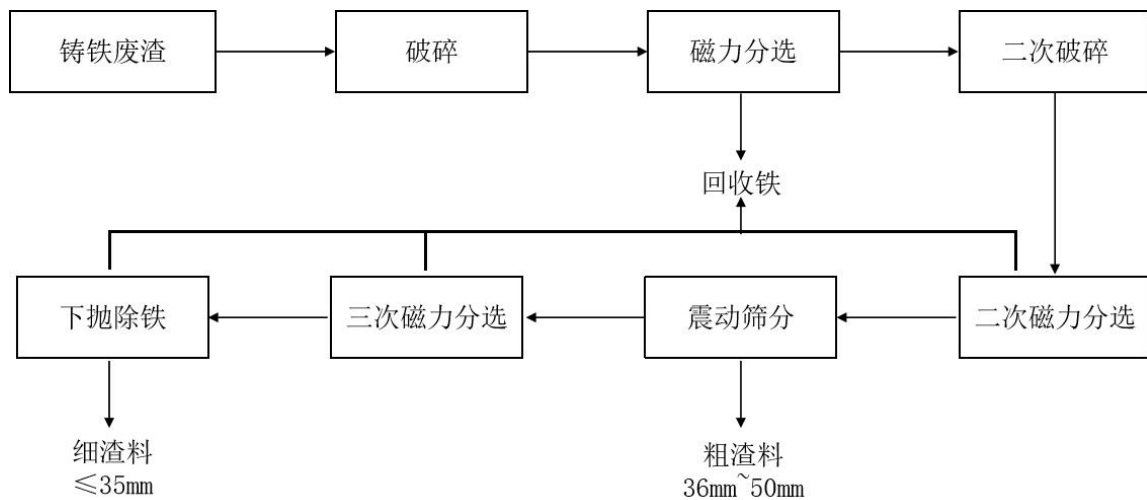 铸铁废渣
破碎
磁力分选
二次破碎
回收铁
下抛除铁
三次磁力分选
震动筛分
二次磁力分选
细渣料
≤35mm
粗渣料
36mm~50mm